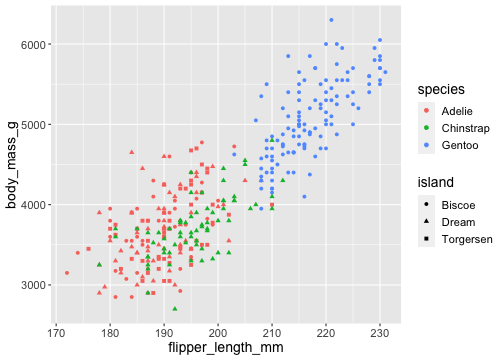 6000
5000
4000
3000
body_mass_g
170 180 190 200 210 220 230
flipper_length_mm
species
Adelie
Chinstrap
Gentoo
island
Biscoe
Dream
Torgersen